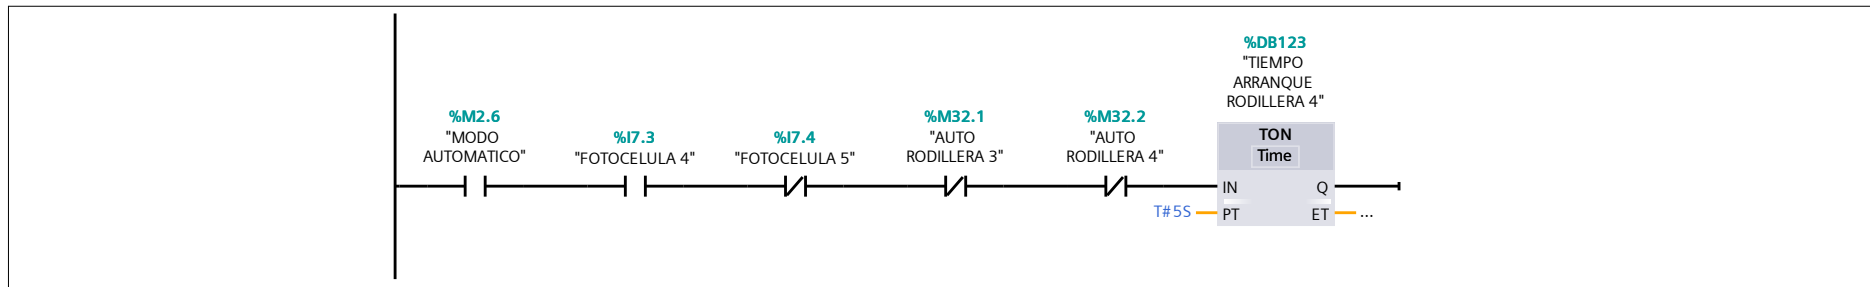 %M2.6
"MODO
AUTOMATICO"
%I7.3
"FOTOCELULA 4"
%I7.4
"FOTOCELULA 5"
%M32.1
"AUTO
RODILLERA 3"
%M32.2
"AUTO
RODILLERA 4"
%DB123
"TIEMPO
ARRANQUE
RODILLERA 4"
TON
Time
IN
Q
T#5S
PT
ET
...